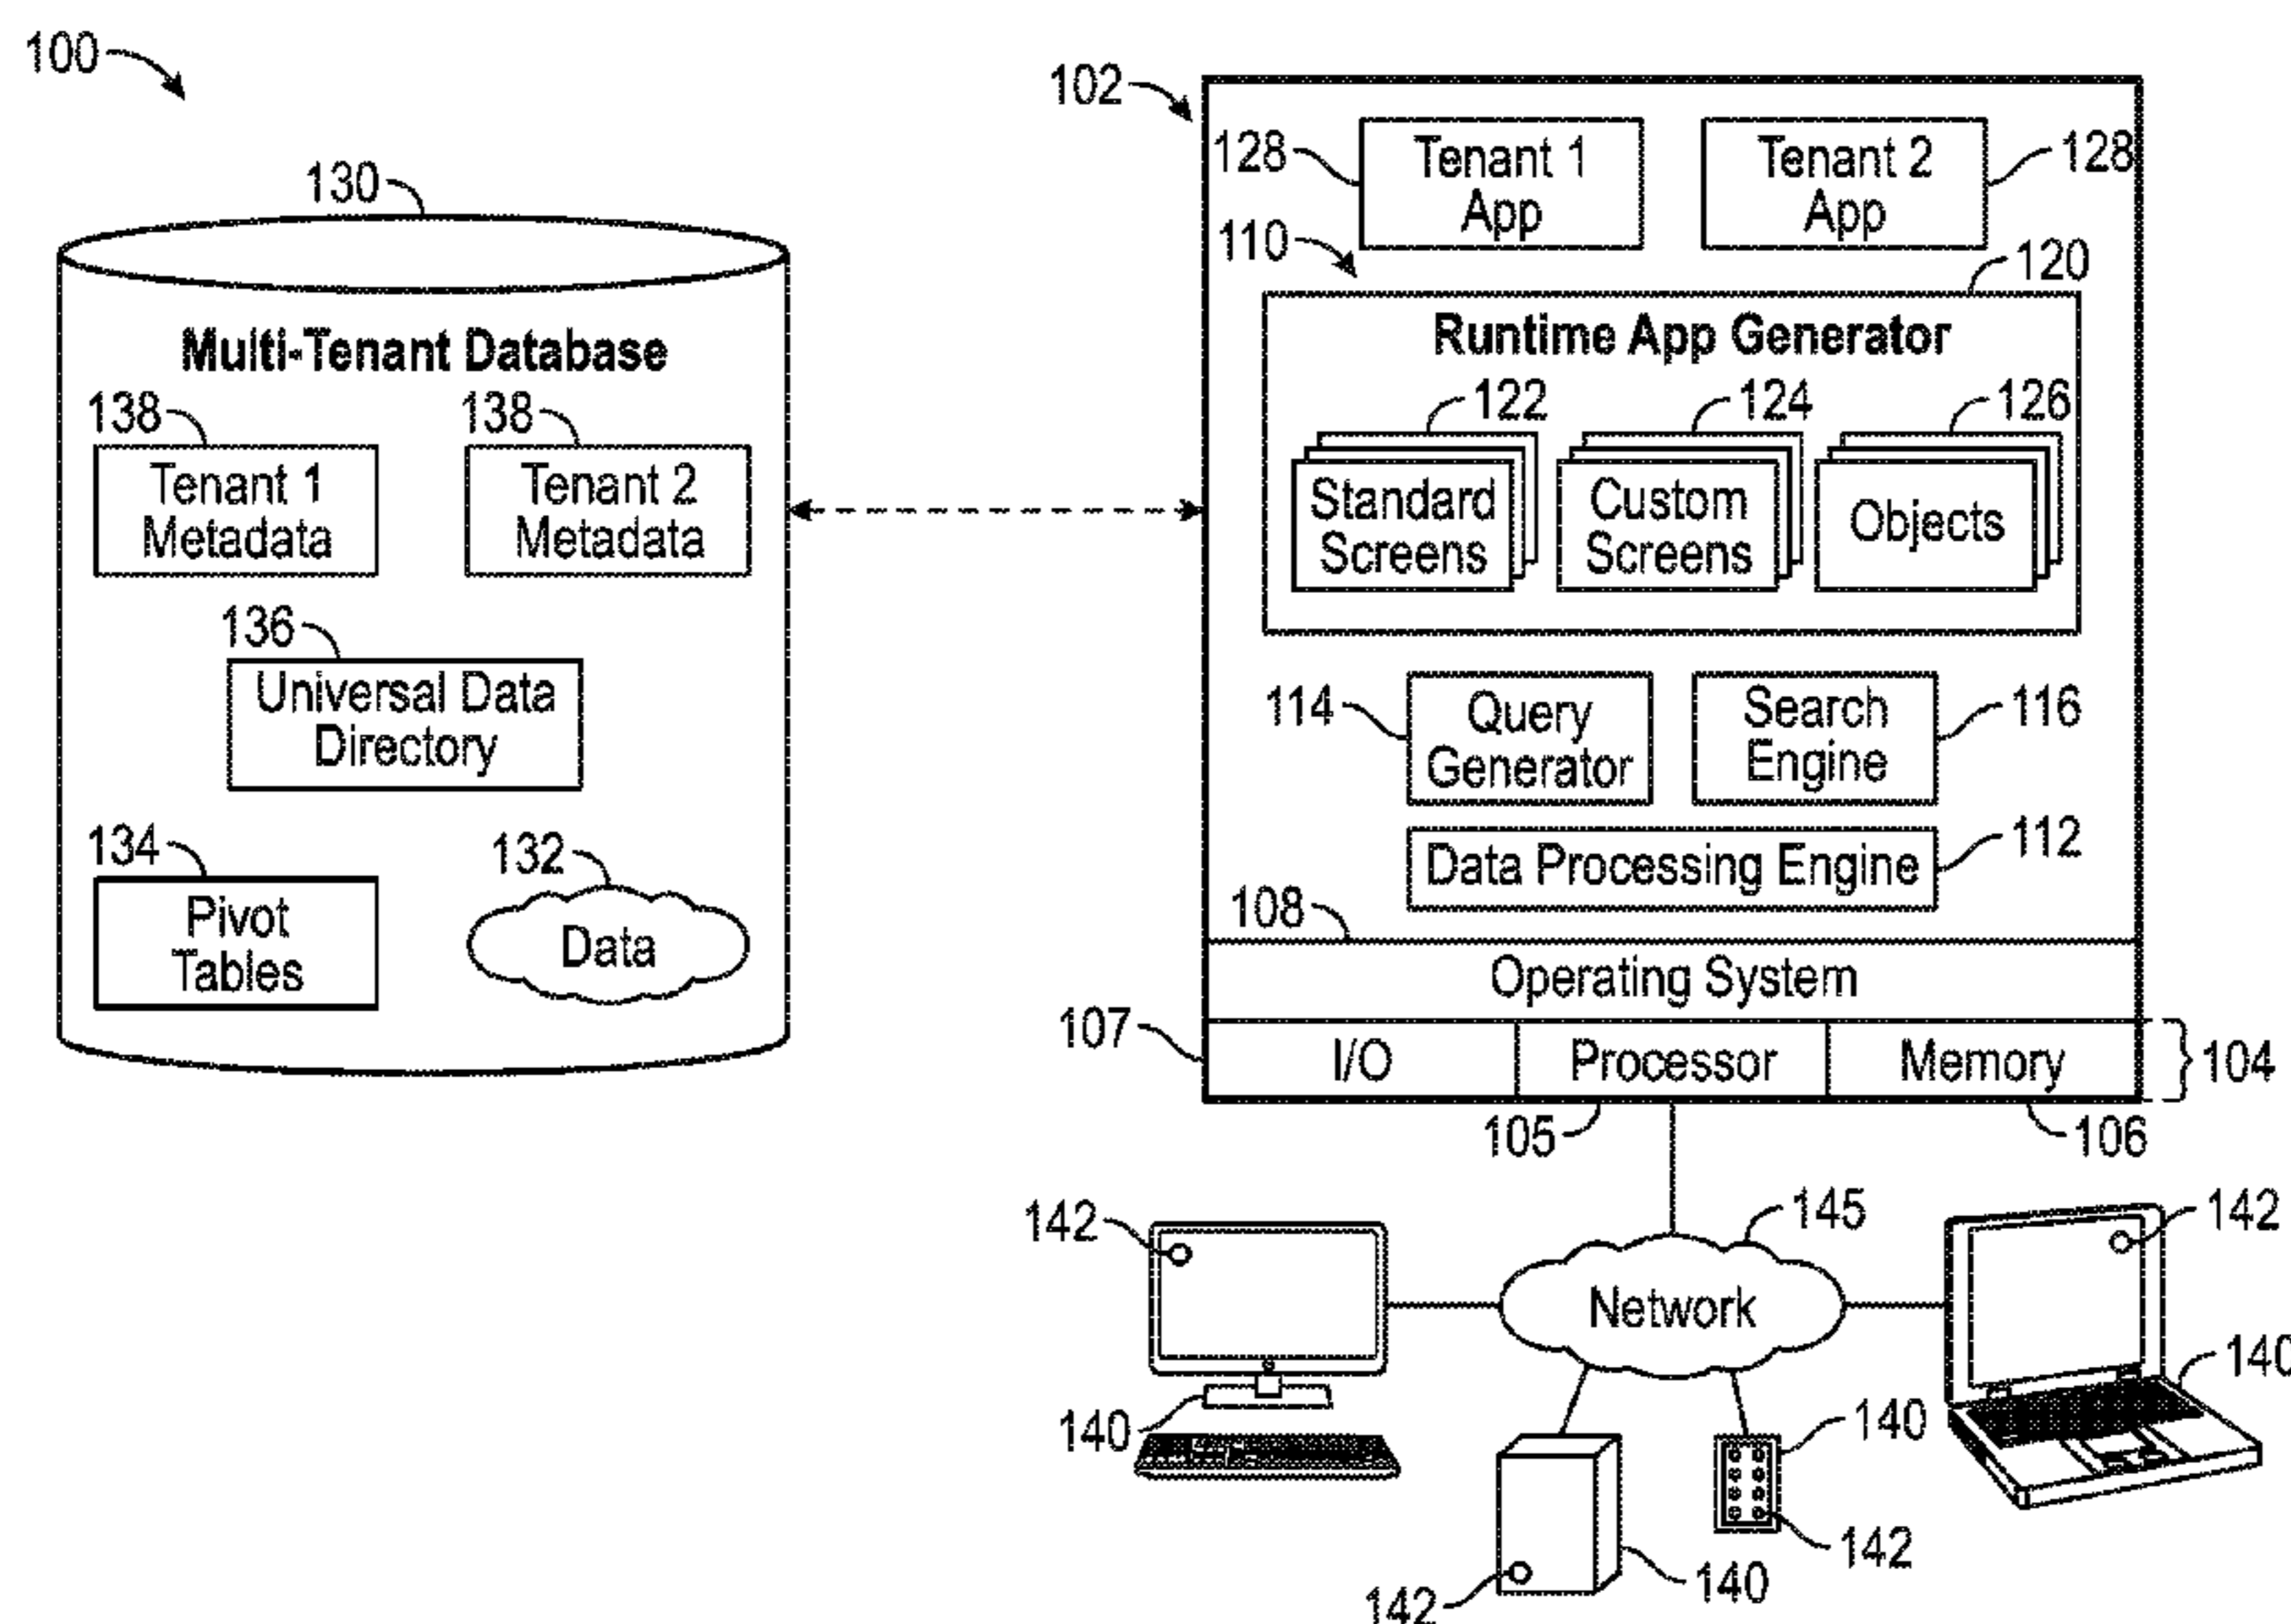 100
130
Multi-Tenant Database
138
138
Tenant 1
Metadata
Tenant 2
Metadata
136
Universal Data
Directory
134
Pivot
Tables
132
Data
102
128
Tenant 1
App
Tenant 2
App
128
110
120
Runtime App Generator
122
124
126
Standard
Screens
Custom
Screens
Objects
114
Query
Generator
Search
Engine
116
Data Processing Engine
112
108
Operating System
107
I/O
Processor
Memory
104
105
106
142
145
142
Network
140
140
140
142
142
140